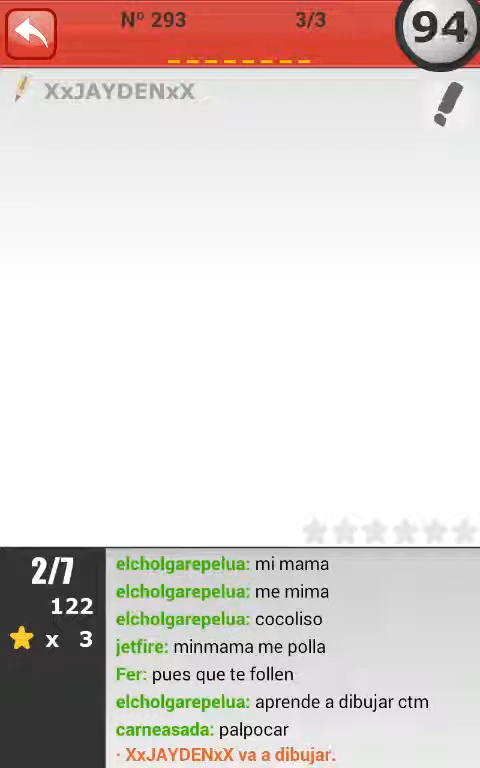 Nº 293 3/3 94
XxJAYDENxX
2/7
122
x 3
elcholgarepelua: mi mama
elcholgarepelua: me mima
elcholgarepelua: cocoliso
jetfire: minmama me polla
Fer: pues que te follen
elcholgarepelua: aprende a dibujar ctm
carneasada: palpocar
· XxJAYDENxX va a dibujar.